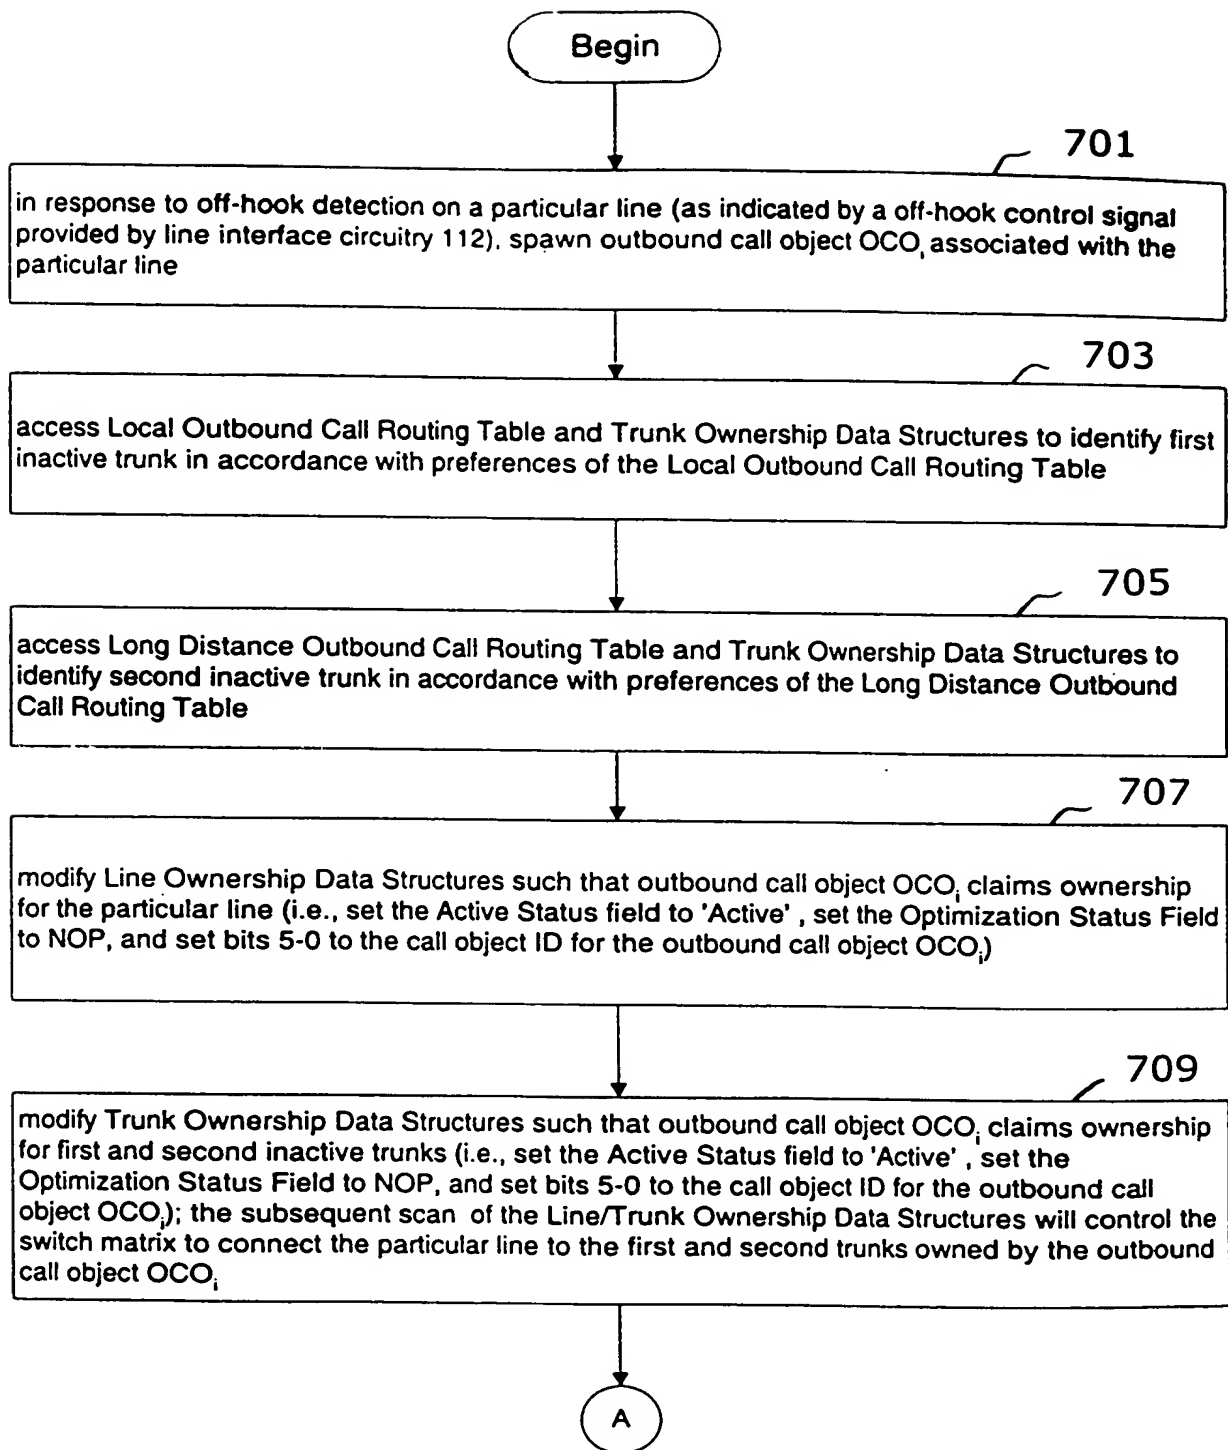 Begin
701
in response to off-hook detection on a particular line (as indicated by a off-hook control signal
provided by line interface circuitry 112), spawn outbound call object OCOi associated with the
particular line
703
access Local Outbound Call Routing Table and Trunk Ownership Data Structures to identify first
inactive trunk in accordance with preferences of the Local Outbound Call Routing Table
705
access Long Distance Outbound Call Routing Table and Trunk Ownership Data Structures to
identify second inactive trunk in accordance with preferences of the Long Distance Outbound
Call Routing Table
707
modify Line Ownership Data Structures such that outbound call object OCOi claims ownership
for the particular line (i.e., set the Active Status field to 'Active' , set the Optimization Status Field
to NOP, and set bits 5-0 to the call object ID for the outbound call object OCOi)
709
modify Trunk Ownership Data Structures such that outbound call object OCOi claims ownership
for first and second inactive trunks (i.e., set the Active Status field to 'Active' , set the
Optimization Status Field to NOP, and set bits 5-0 to the call object ID for the outbound call
object OCOi); the subsequent scan of the Line/Trunk Ownership Data Structures will control the
switch matrix to connect the particular line to the first and second trunks owned by the outbound
call object OCOi
A